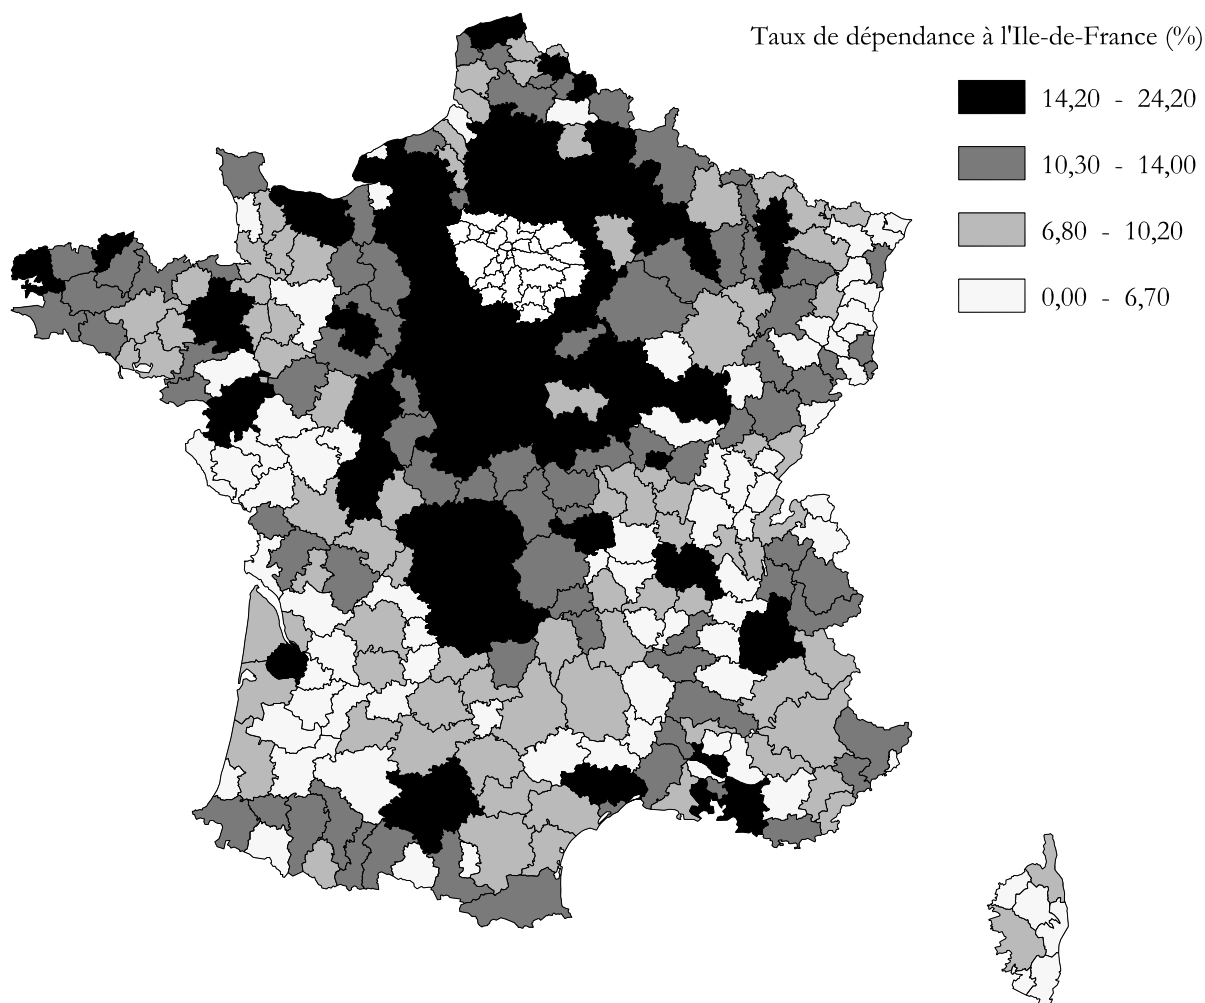 Taux de dépendance à l'Ile-de-France (%)
14,20 - 24,20
10,30 - 14,00
6,80 - 10,20
0,00 - 6,70